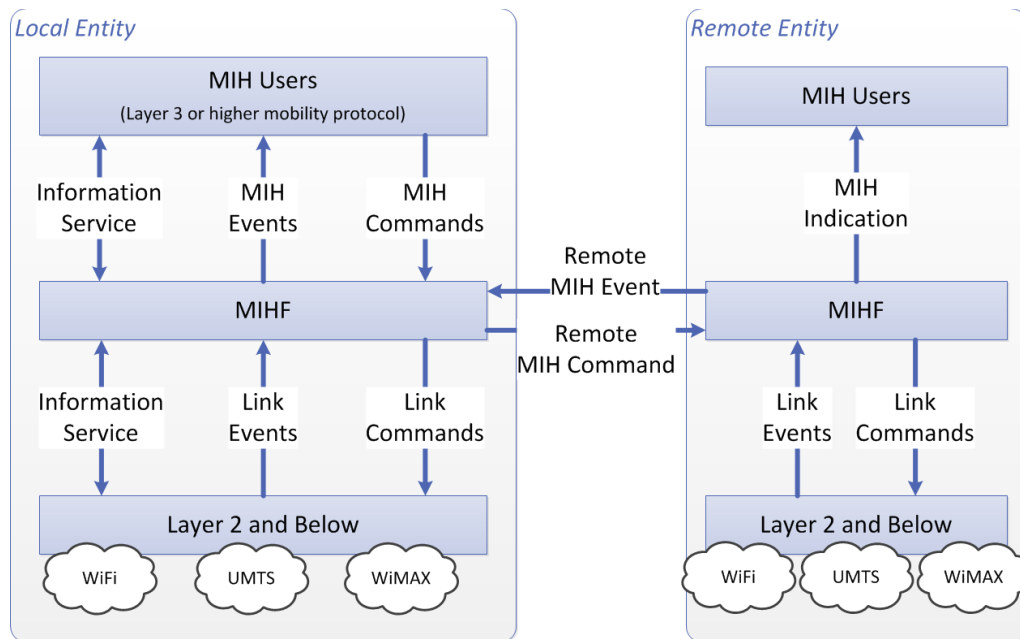 Local Entity
MIH Users
(Layer 3 or higher mobility protocol)
Information
Service
MIH
Events
MIH
Commands
MIHF
Information
Service
Link
Events
Link
Commands
Layer 2 and Below
WiFi
UMTS
WiMAX
Remote
MIH Event
Remote
MIH Command
Remote Entity
MIH Users
MIH
Indication
MIHF
Link
Events
Link
Commands
Layer 2 and Below
WiFi
UMTS
WiMAX